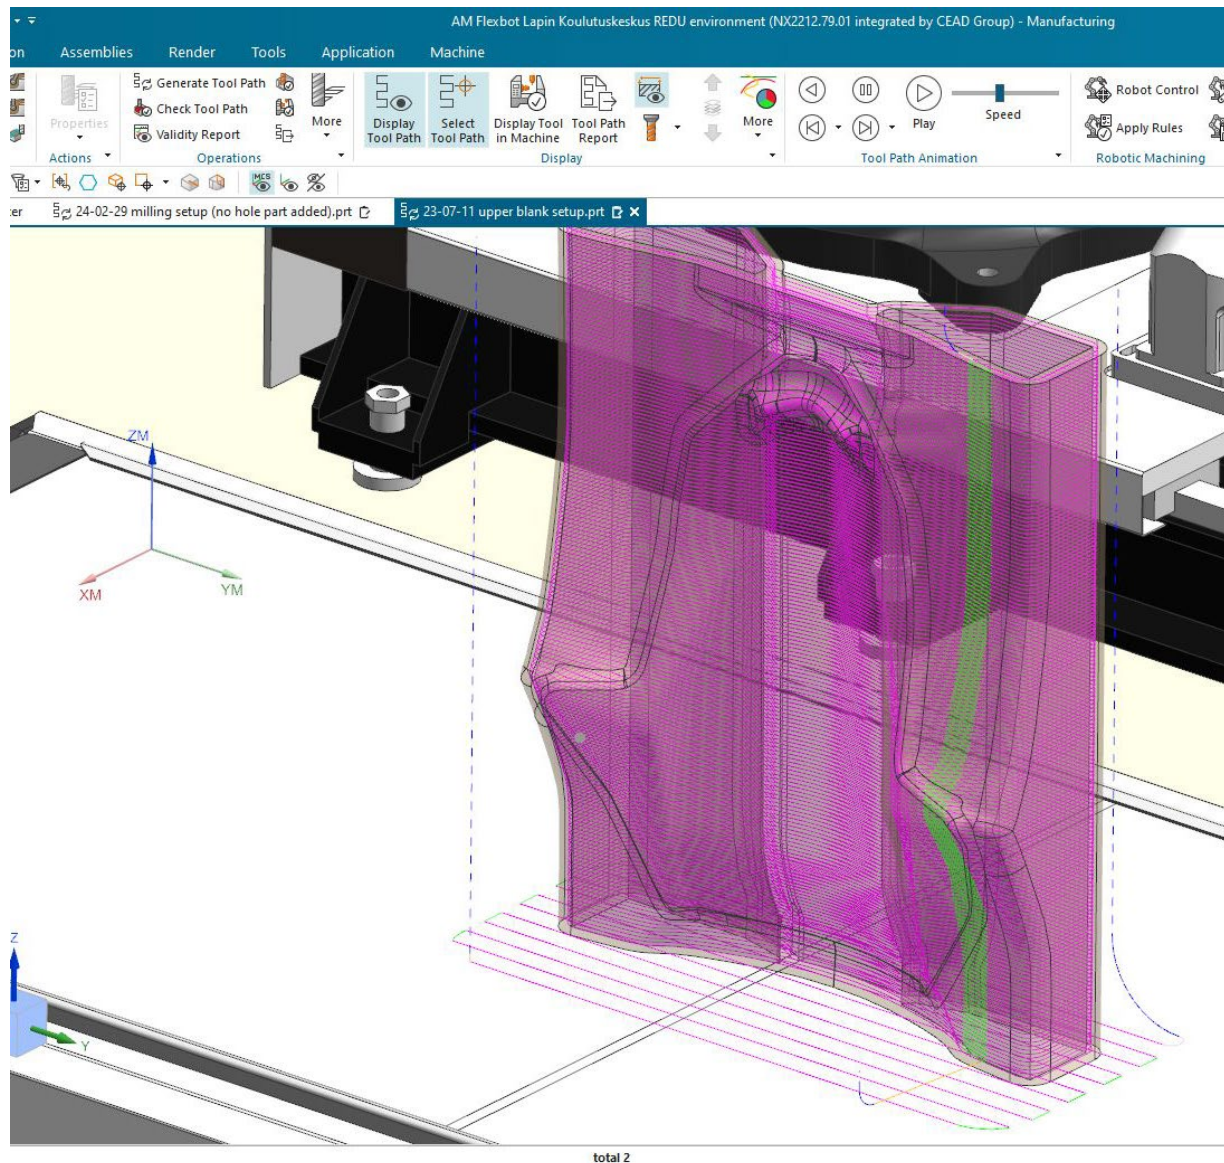 AM Flexbot Lapin Koulutuskeskus REDU environment (NX2212.79.01 integrated by CEAD Group) - Manufacturing
Assemblies Render Tools Application Machine
Properties
Generate Tool Path
Check Tool Path
Validity Report
More
Display Tool Path
Select Tool Path
Display Tool in Machine
Tool Path Report
More
Play
Speed
Robot Control
Apply Rules
Actions Operations Display Tool Path Animation Robotic Machining
MCS
24-02-29 milling setup (no hole part added).prt 23-07-11 upper blank setup.prt
ZM
XM
YM
Z
Y
total 2